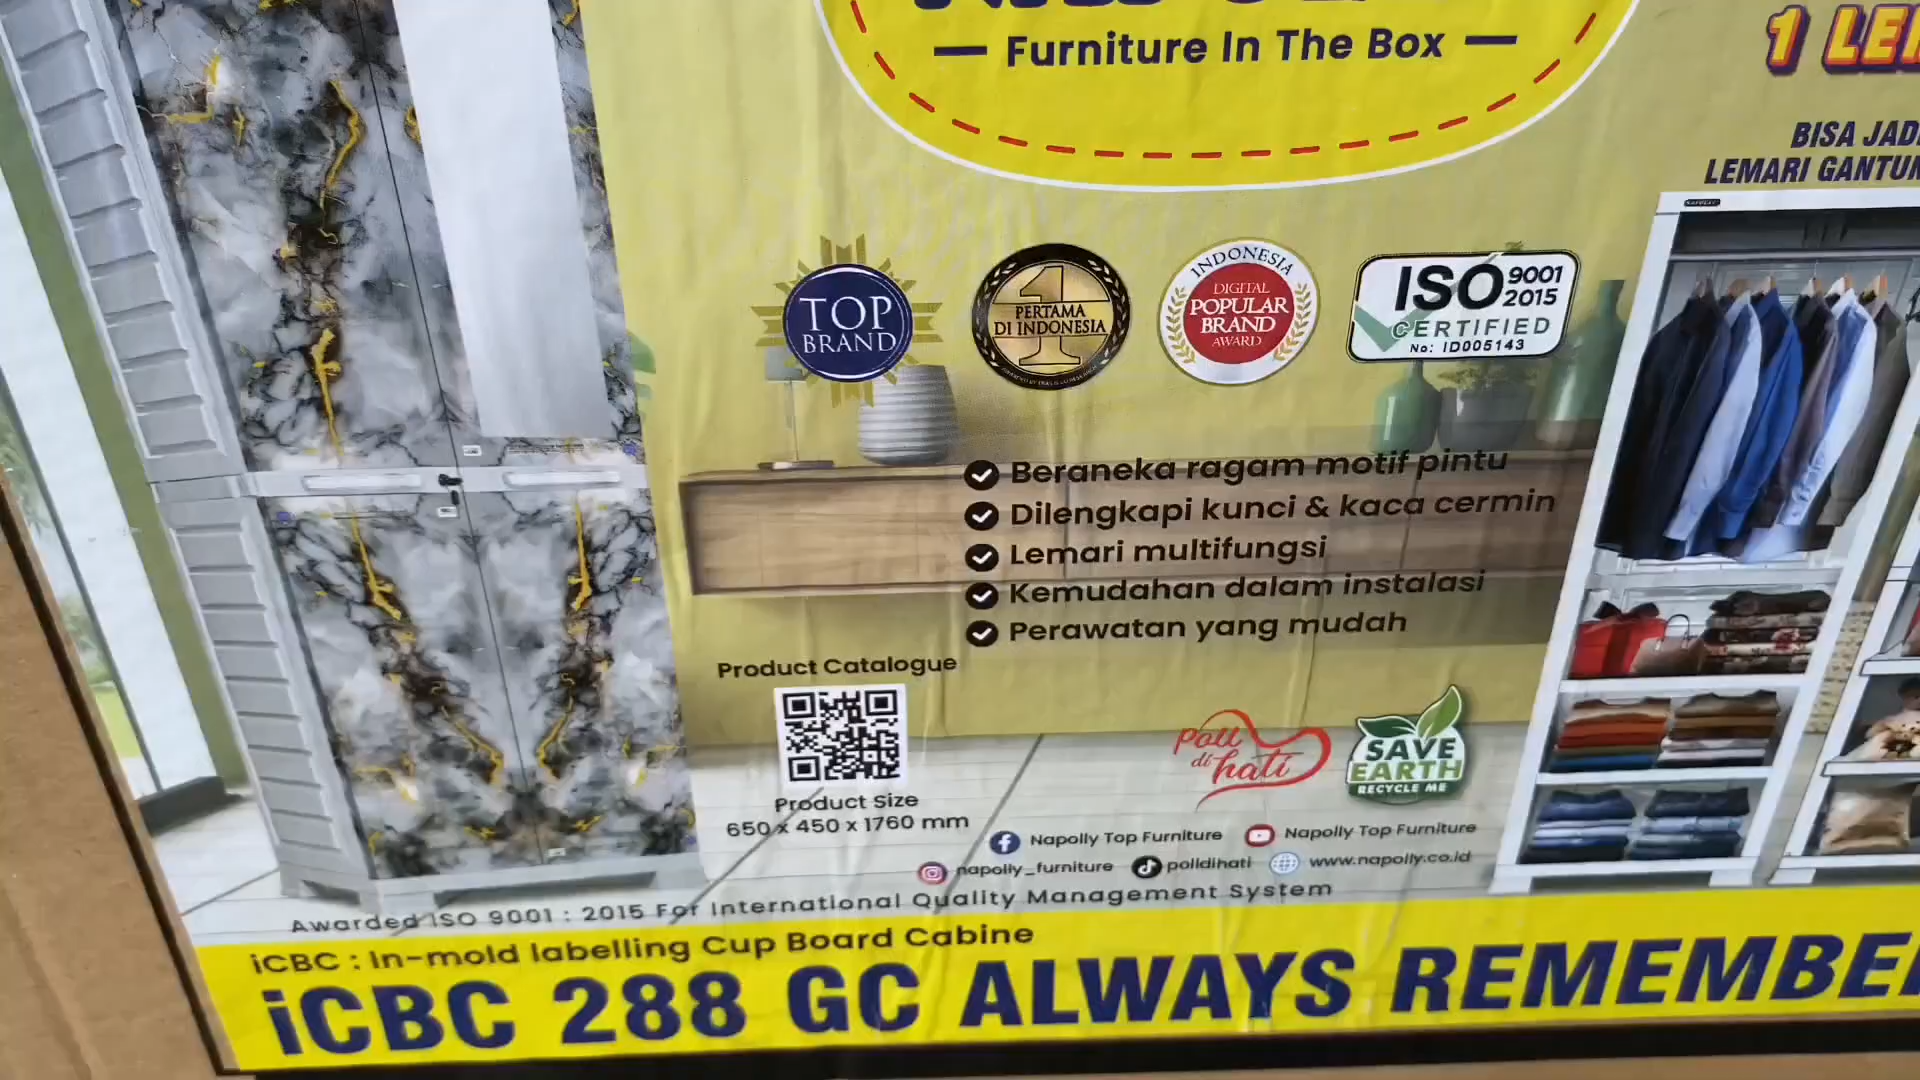 Furniture In The Box
BISA JADI
LEMARI GANTUN
TOP
BRAND
1
PERTAMA
DI INDONESIA
INDONESIA
DIGITAL
POPULAR
BRAND
AWARD
ISO 9001
2015
CERTIFIED
No: ID005143
Beraneka ragam motif pintu
Dilengkapi kunci & kaca cermin
Lemari multifungsi
Kemudahan dalam instalasi
Perawatan yang mudah
Product Catalogue
Poll
di hati
SAVE
EARTH
RECYCLE ME
Product Size
650 x 450 x 1760 mm
Napolly Top Furniture
Napolly Top Furniture
napolly_furniture
polldihati
www.napolly.co.id
Awarded ISO 9001 : 2015 For International Quality Management System
iCBC : In-mold labelling Cup Board Cabine
iCBC 288 GC ALWAYS REMEMBE